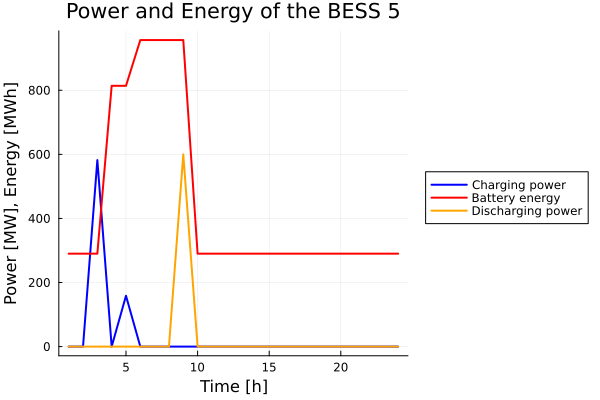 Power and Energy of the BESS 5
Power [MW], Energy [MWh]
800
600
400
200
0
5
10
15
20
Time [h]
Charging power
Battery energy
Discharging power